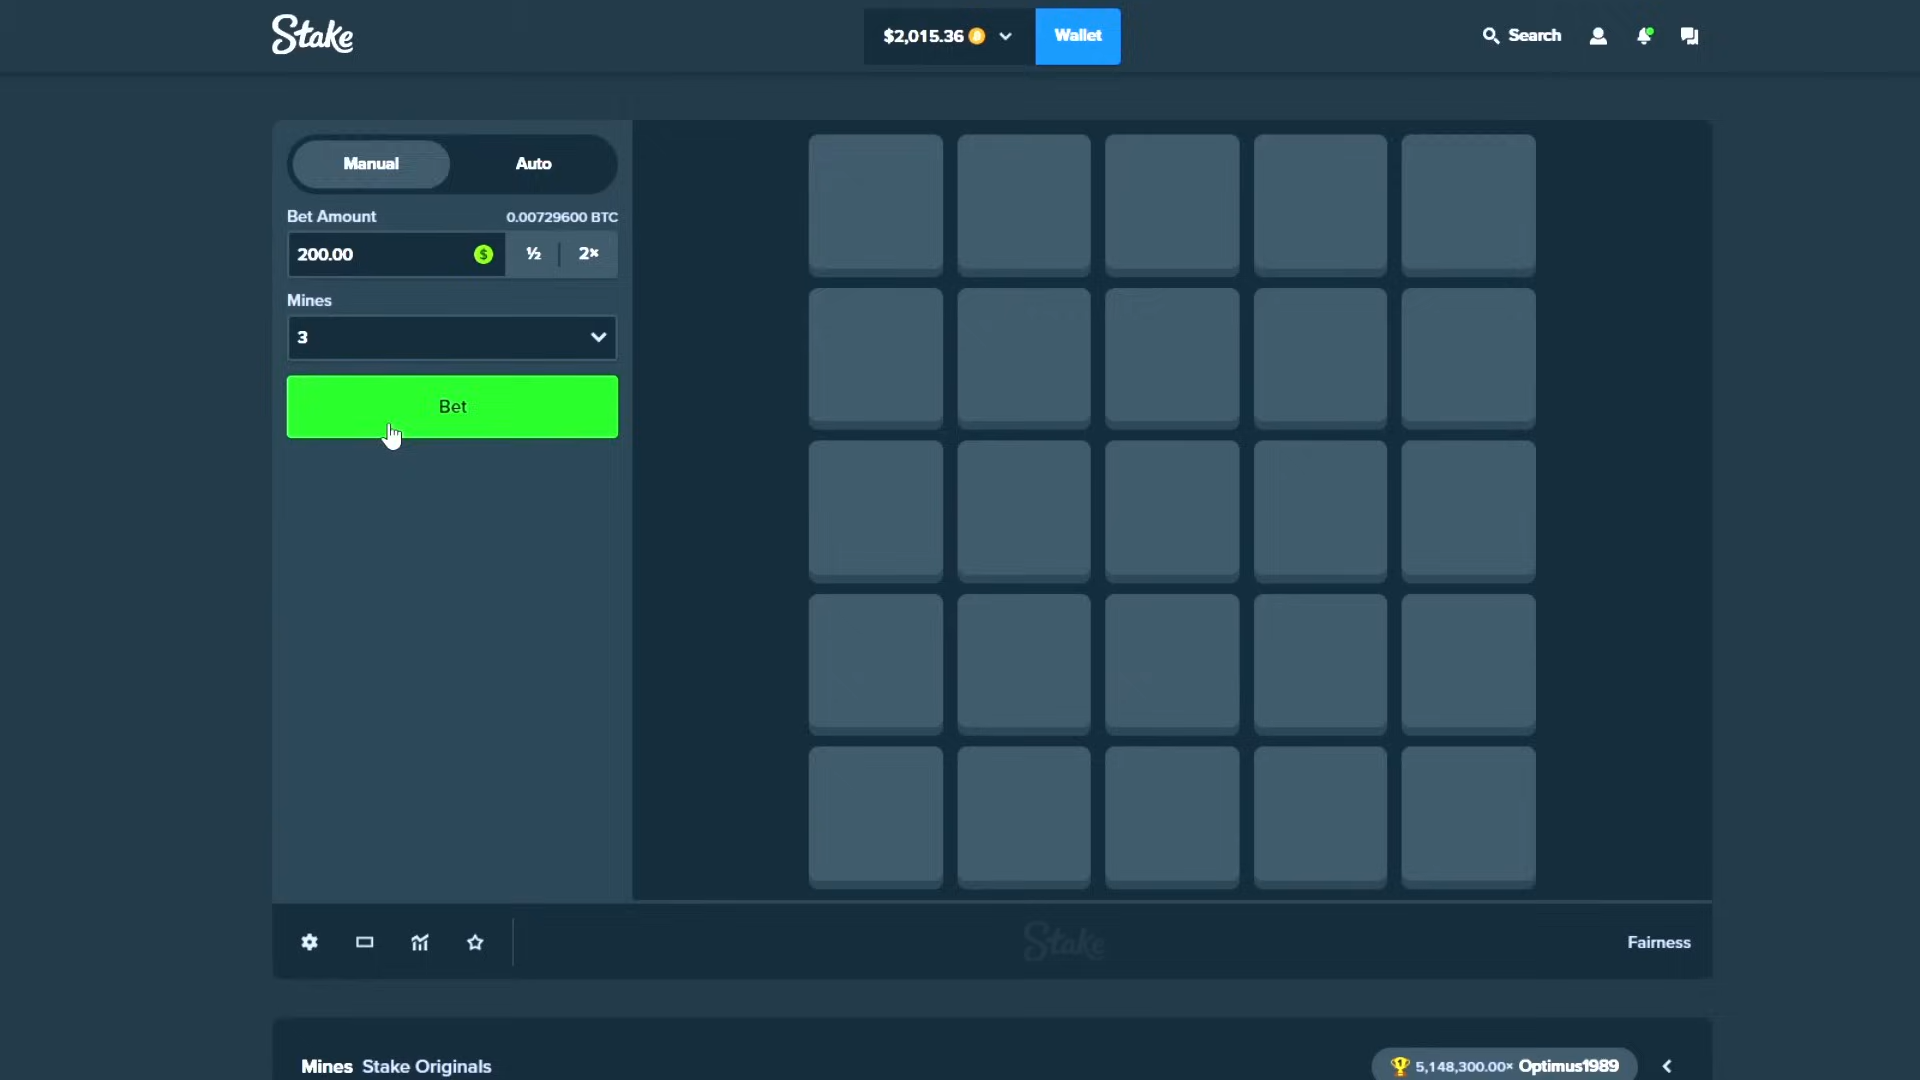 Stake
$2,015.36
Wallet
Search
Manual
Auto
Bet Amount
0.00729600 BTC
200.00
$
½
2×
Mines
3
Bet
Stake
Fairness
Mines Stake Originals
5,148,300.00× Optimus1989